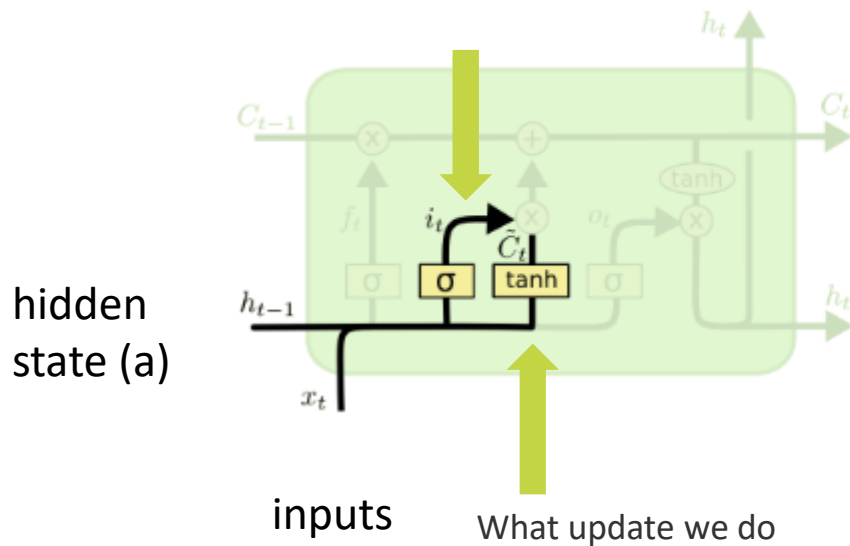 h_t
C_{t-1} x + C_t
tanh
f_t i_t x o_t x
C̃_t
σ σ tanh σ
hidden h_{t-1} h_t
state (a)
x_t
inputs What update we do